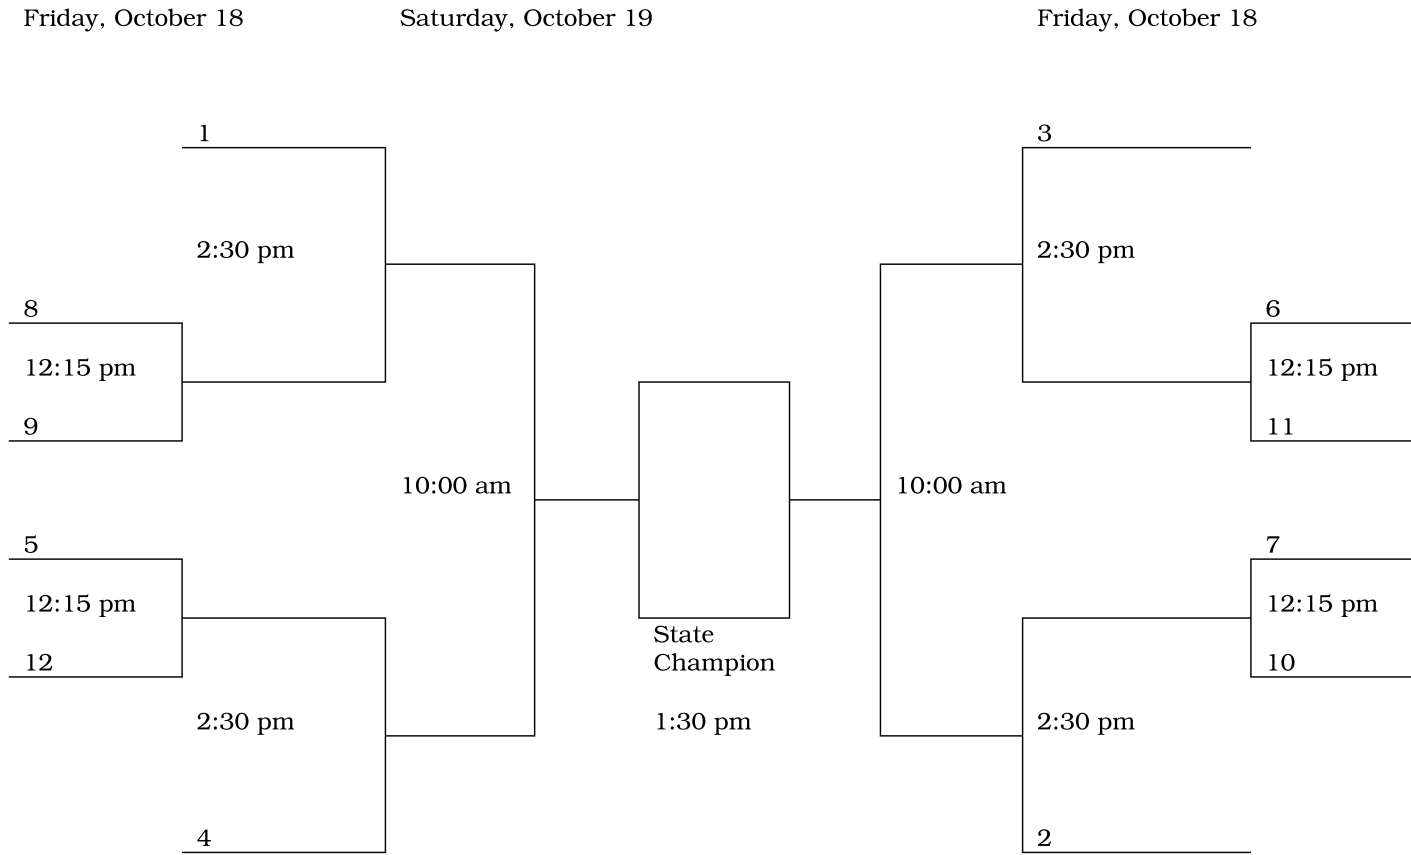 Friday, October 18
Saturday, October 19
Friday, October 18
1
3
2:30 pm
2:30 pm
8
6
12:15 pm
12:15 pm
9
11
10:00 am
10:00 am
5
7
12:15 pm
12:15 pm
State
Champion
12
10
2:30 pm
1:30 pm
2:30 pm
4
2